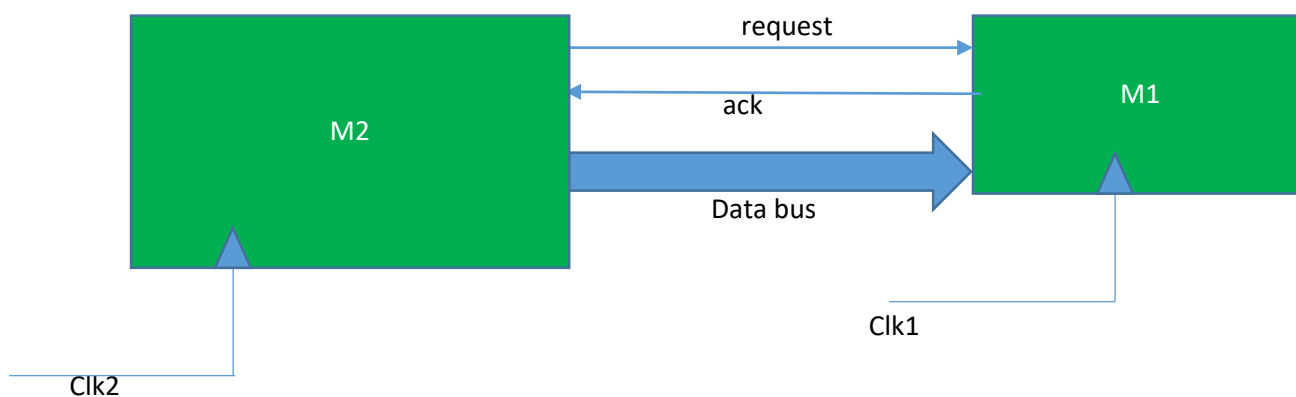 request
ack
M1
M2
Data bus
Clk1
Clk2